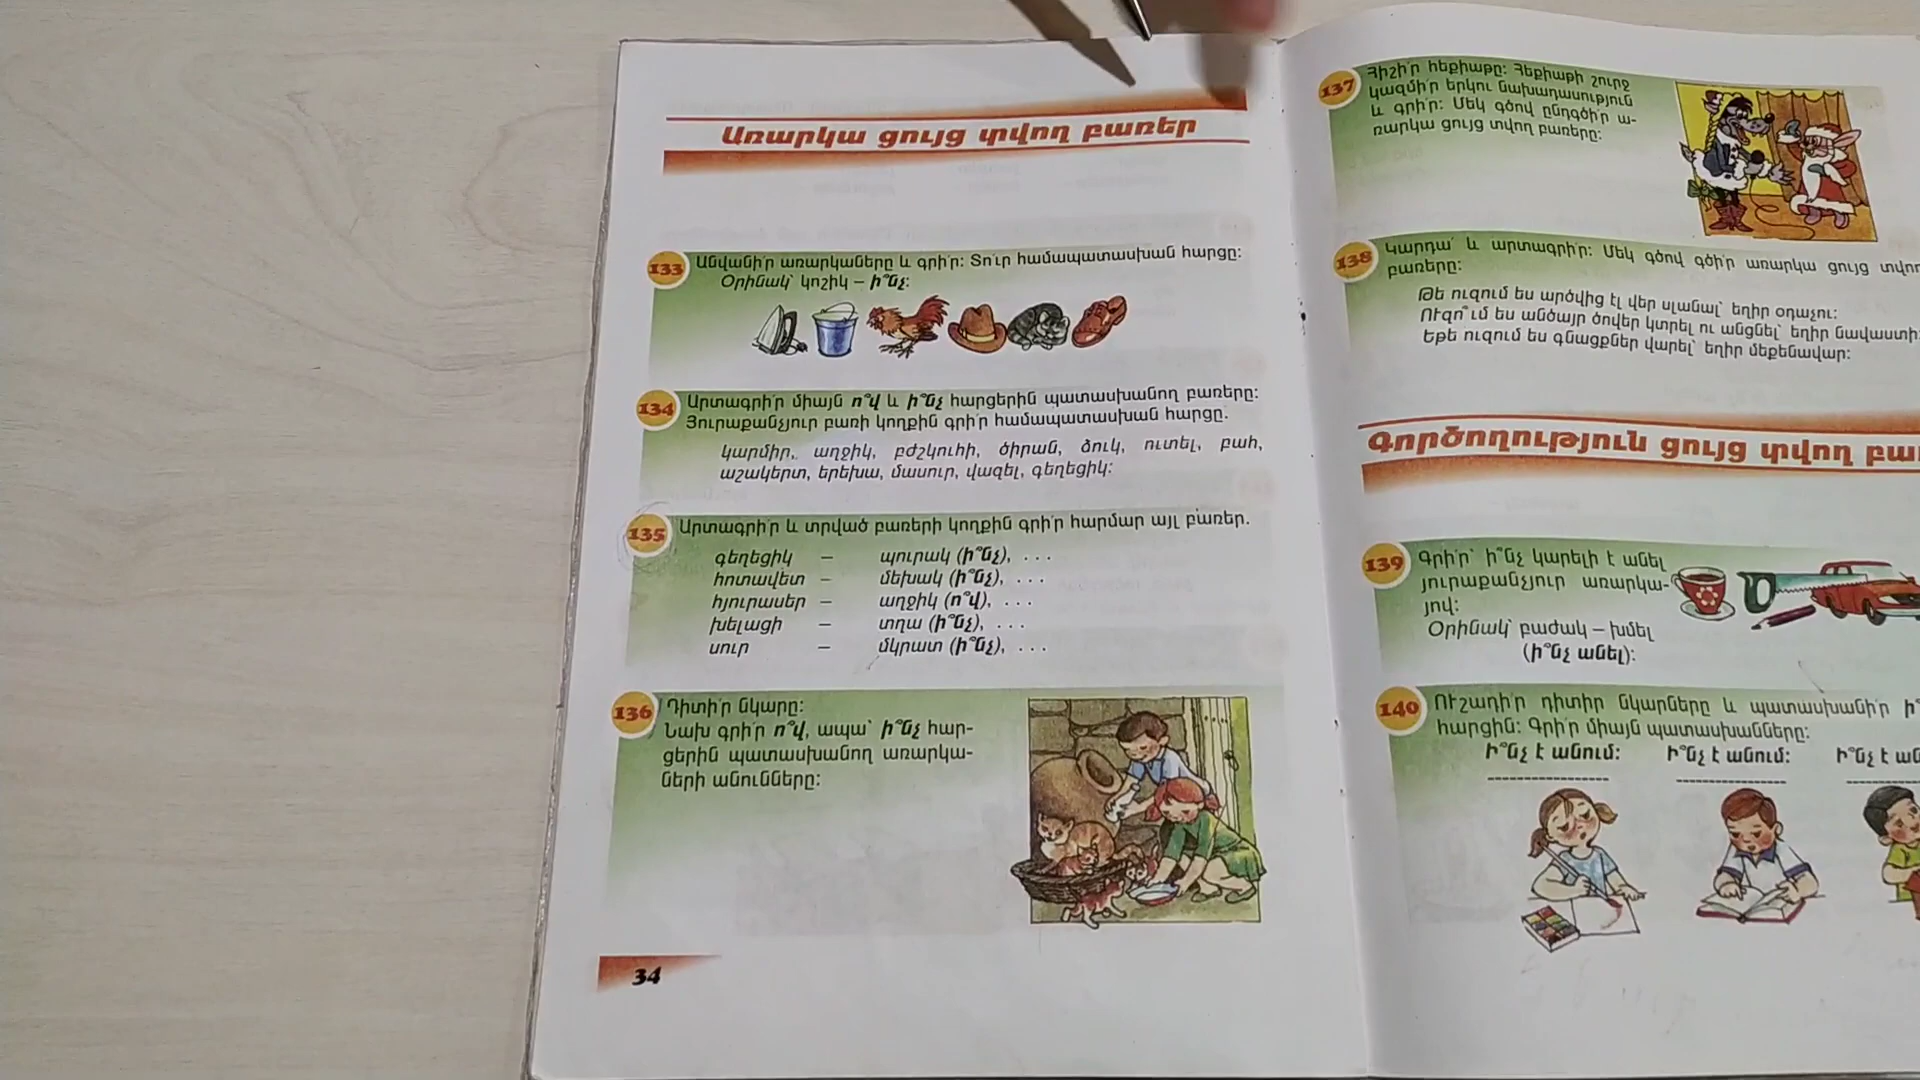 Առարկա ցույց տվող բառեր
133
Անվանի՛ր առարկաները և գրի՛ր: Տո՛ւր համապատասխան հարցը:
Օրինակ՝ կոշիկ – ի՞նչ:
134
Արտագրի՛ր միայն ո՞վ և ի՞նչ հարցերին պատասխանող բառերը:
Յուրաքանչյուր բառի կողքին գրի՛ր համապատասխան հարցը.
կարմիր, աղջիկ, բժշկուհի, ծիրան, ձուկ, ուտել, բահ,
աշակերտ, երեխա, մասուր, վազել, գեղեցիկ:
135
Արտագրի՛ր և տրված բառերի կողքին գրի՛ր հարմար այլ բառեր.
գեղեցիկ – պուրակ (ի՞նչ), . . .
հոտավետ – մեխակ (ի՞նչ), . . .
հյուրասեր – աղջիկ (ո՞վ), . . .
խելացի – տղա (ի՞նչ), . . .
սուր – մկրատ (ի՞նչ), . . .
136
Դիտի՛ր նկարը:
Նախ գրի՛ր ո՞վ, ապա՝ ի՞նչ հար-
ցերին պատասխանող առարկա-
ների անունները:
34
137
Հիշի՛ր հեքիաթը: Հեքիաթի շուրջ
կազմի՛ր երկու նախադասություն
և գրի՛ր: Մեկ գծով ընդգծի՛ր ա-
ռարկա ցույց տվող բառերը:
138
Կարդա՛ և արտագրի՛ր: Մեկ գծով գծի՛ր առարկա ցույց տվող
բառերը:
Թե ուզում ես արծվից էլ վեր սլանալ՝ եղիր օդաչու:
Ուզո՞ւմ ես անծայր ծովեր կտրել ու անցնել՝ եղիր նավաստի:
Եթե ուզում ես գնացքներ վարել՝ եղիր մեքենավար:
Գործողություն ցույց տվող բա
139
Գրի՛ր՝ ի՞նչ կարելի է անել
յուրաքանչյուր առարկա-
յով:
Օրինակ՝ բաժակ – խմել
(ի՞նչ անել):
140
Ուշադի՛ր դիտիր նկարները և պատասխանի՛ր ի՞
հարցին: Գրի՛ր միայն պատասխանները:
Ի՞նչ է անում: Ի՞նչ է անում: Ի՞նչ է ան